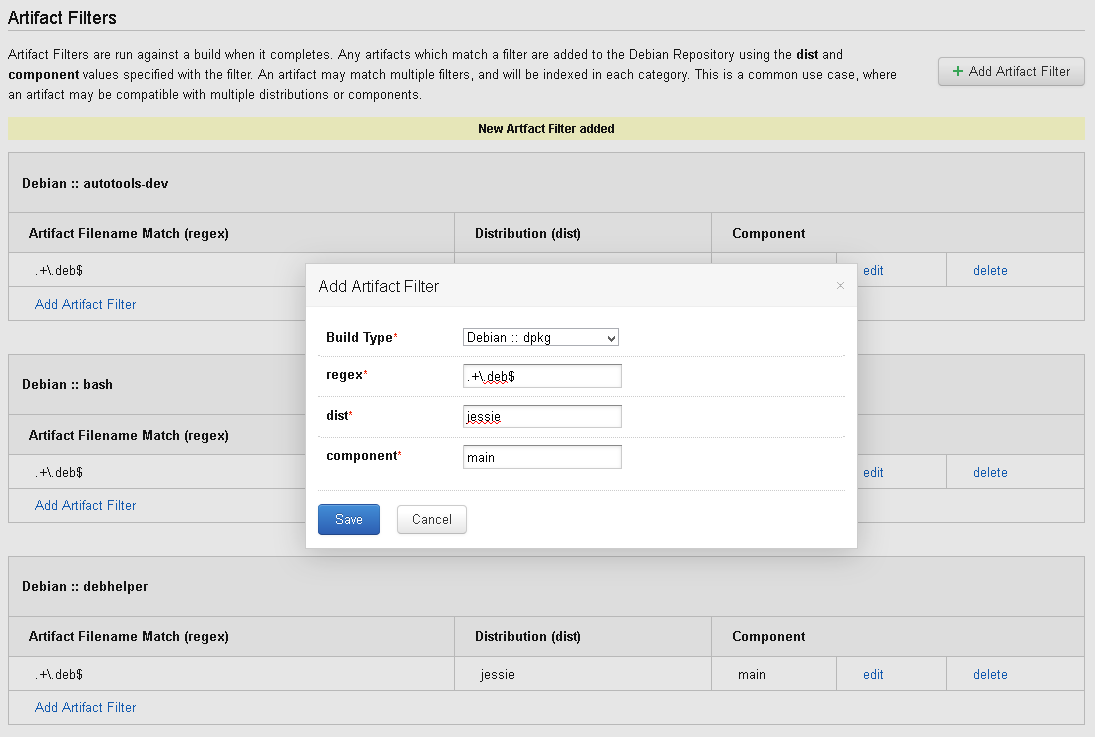 Artifact Filters
Artifact Filters are run against a build when it completes. Any artifacts which match a filter are added to the Debian Repository using the dist and
component values specified with the filter. An artifact may match multiple filters, and will be indexed in each category. This is a common use case, where
an artifact may be compatible with multiple distributions or components.
+ Add Artifact Filter
New Artfact Filter added
Debian :: autotools-dev
Artifact Filename Match (regex) Distribution (dist) Component
.+\.deb$ edit delete
Add Artifact Filter
Debian :: bash
Artifact Filename Match (regex)
.+\.deb$ edit delete
Add Artifact Filter
Add Artifact Filter ×
Build Type* Debian :: dpkg
regex* .+\.deb$
dist* jessie
component* main
Save Cancel
Debian :: debhelper
Artifact Filename Match (regex) Distribution (dist) Component
.+\.deb$ jessie main edit delete
Add Artifact Filter